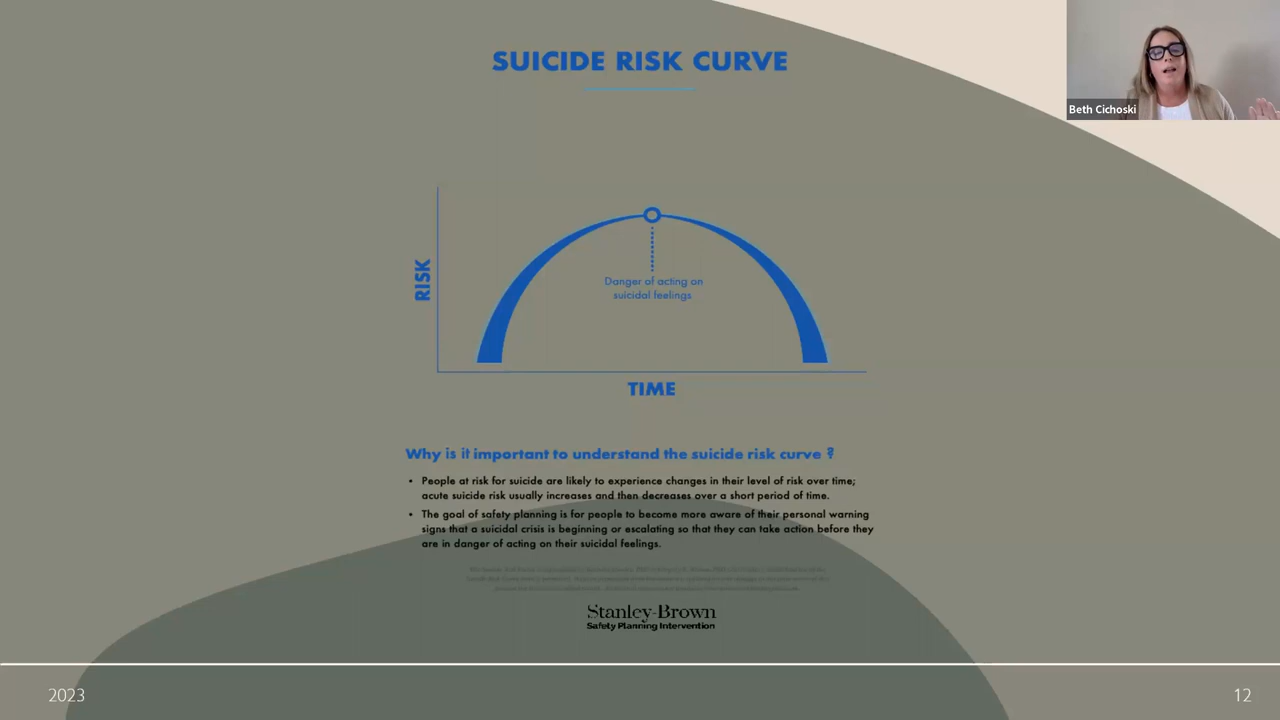 SUICIDE RISK CURVE
Beth Cichoski
RISK
Danger of acting on
suicidal feelings
TIME
Why is it important to understand the suicide risk curve ?
• People at risk for suicide are likely to experience changes in their level of risk over time;
acute suicide risk usually increases and then decreases over a short period of time.
• The goal of safety planning is for people to become more aware of their personal warning
signs that a suicidal crisis is beginning or escalating so that they can take action before they
are in danger of acting on their suicidal feelings.
Stanley-Brown
Safety Planning Intervention
2023
12